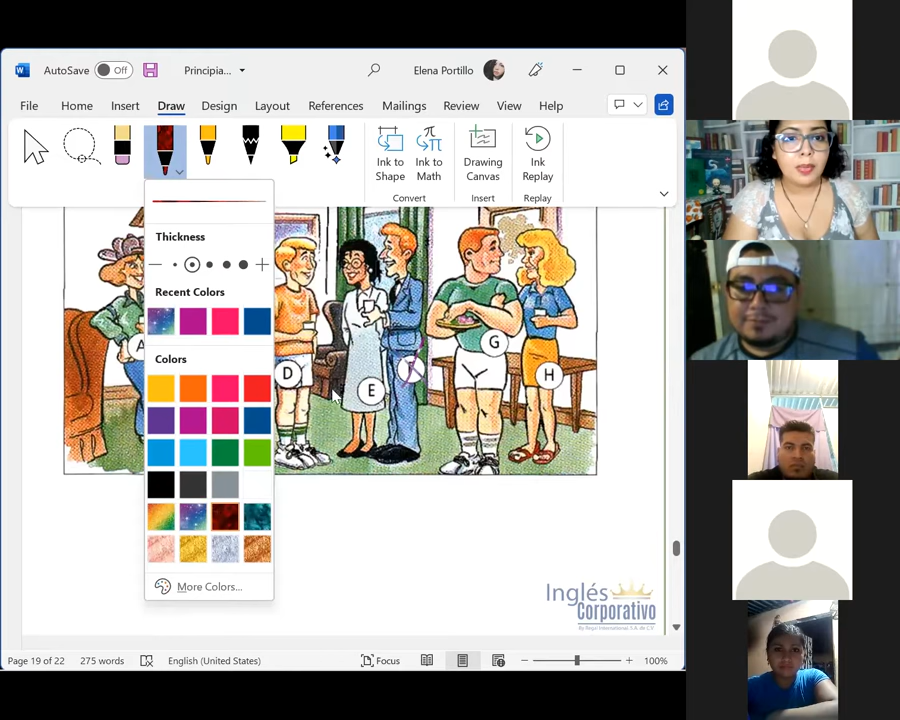 AutoSave Off Principia... Elena Portillo
File Home Insert Draw Design Layout References Mailings Review View Help
Ink to Shape
Ink to Math
Drawing Canvas
Ink Replay
Convert Insert Replay
Thickness
Recent Colors
Colors
More Colors...
D
E
G
H
Inglés
Corporativo
Page 19 of 22 275 words English (United States) Focus 100%